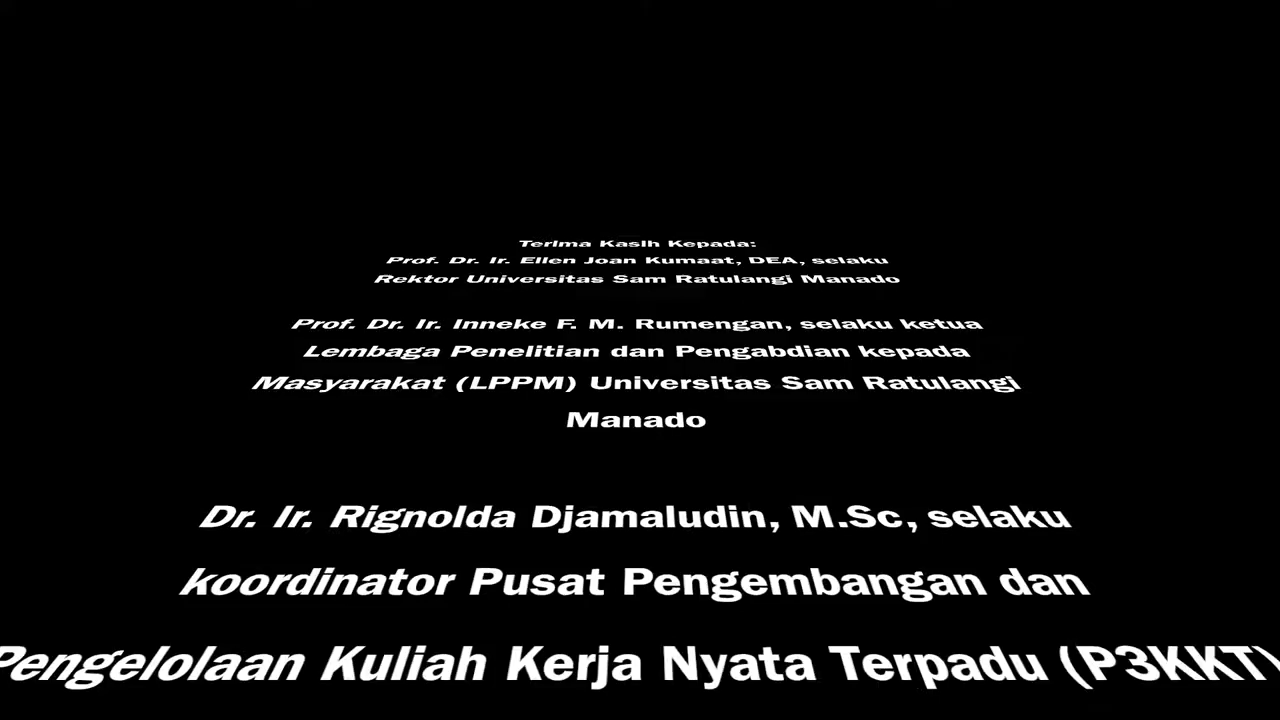 Terima Kasih Kepada:
Prof. Dr. Ir. Ellen Joan Kumaat, DEA, selaku
Rektor Universitas Sam Ratulangi Manado
Prof. Dr. Ir. Inneke F. M. Rumengan, selaku ketua
Lembaga Penelitian dan Pengabdian kepada
Masyarakat (LPPM) Universitas Sam Ratulangi
Manado
Dr. Ir. Rignolda Djamaludin, M.Sc, selaku
koordinator Pusat Pengembangan dan
Pengelolaan Kuliah Kerja Nyata Terpadu (P3KKT)